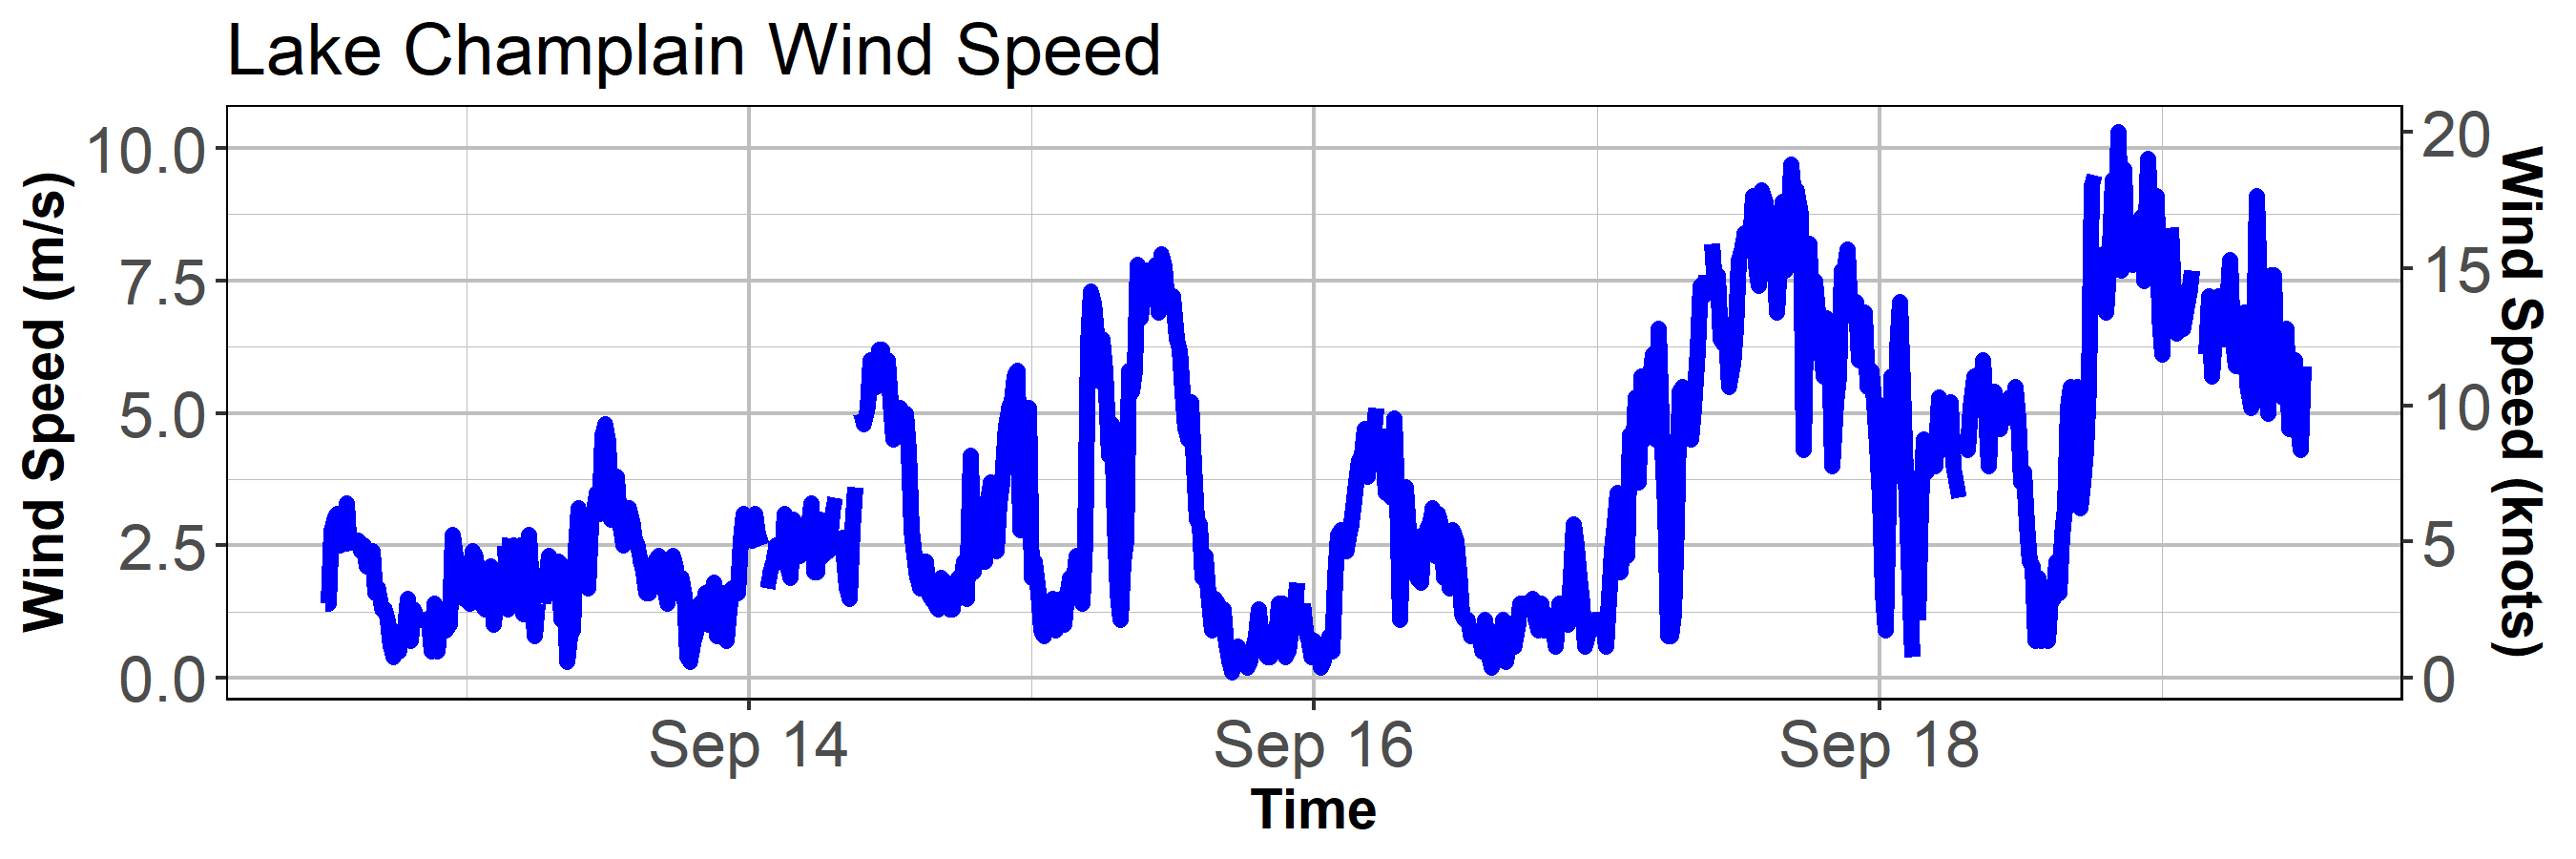 Lake Champlain Wind Speed
Wind Speed (m/s)
10.0
7.5
5.0
2.5
0.0
20
15
10
5
0
Wind Speed (knots)
Sep 14
Sep 16
Sep 18
Time